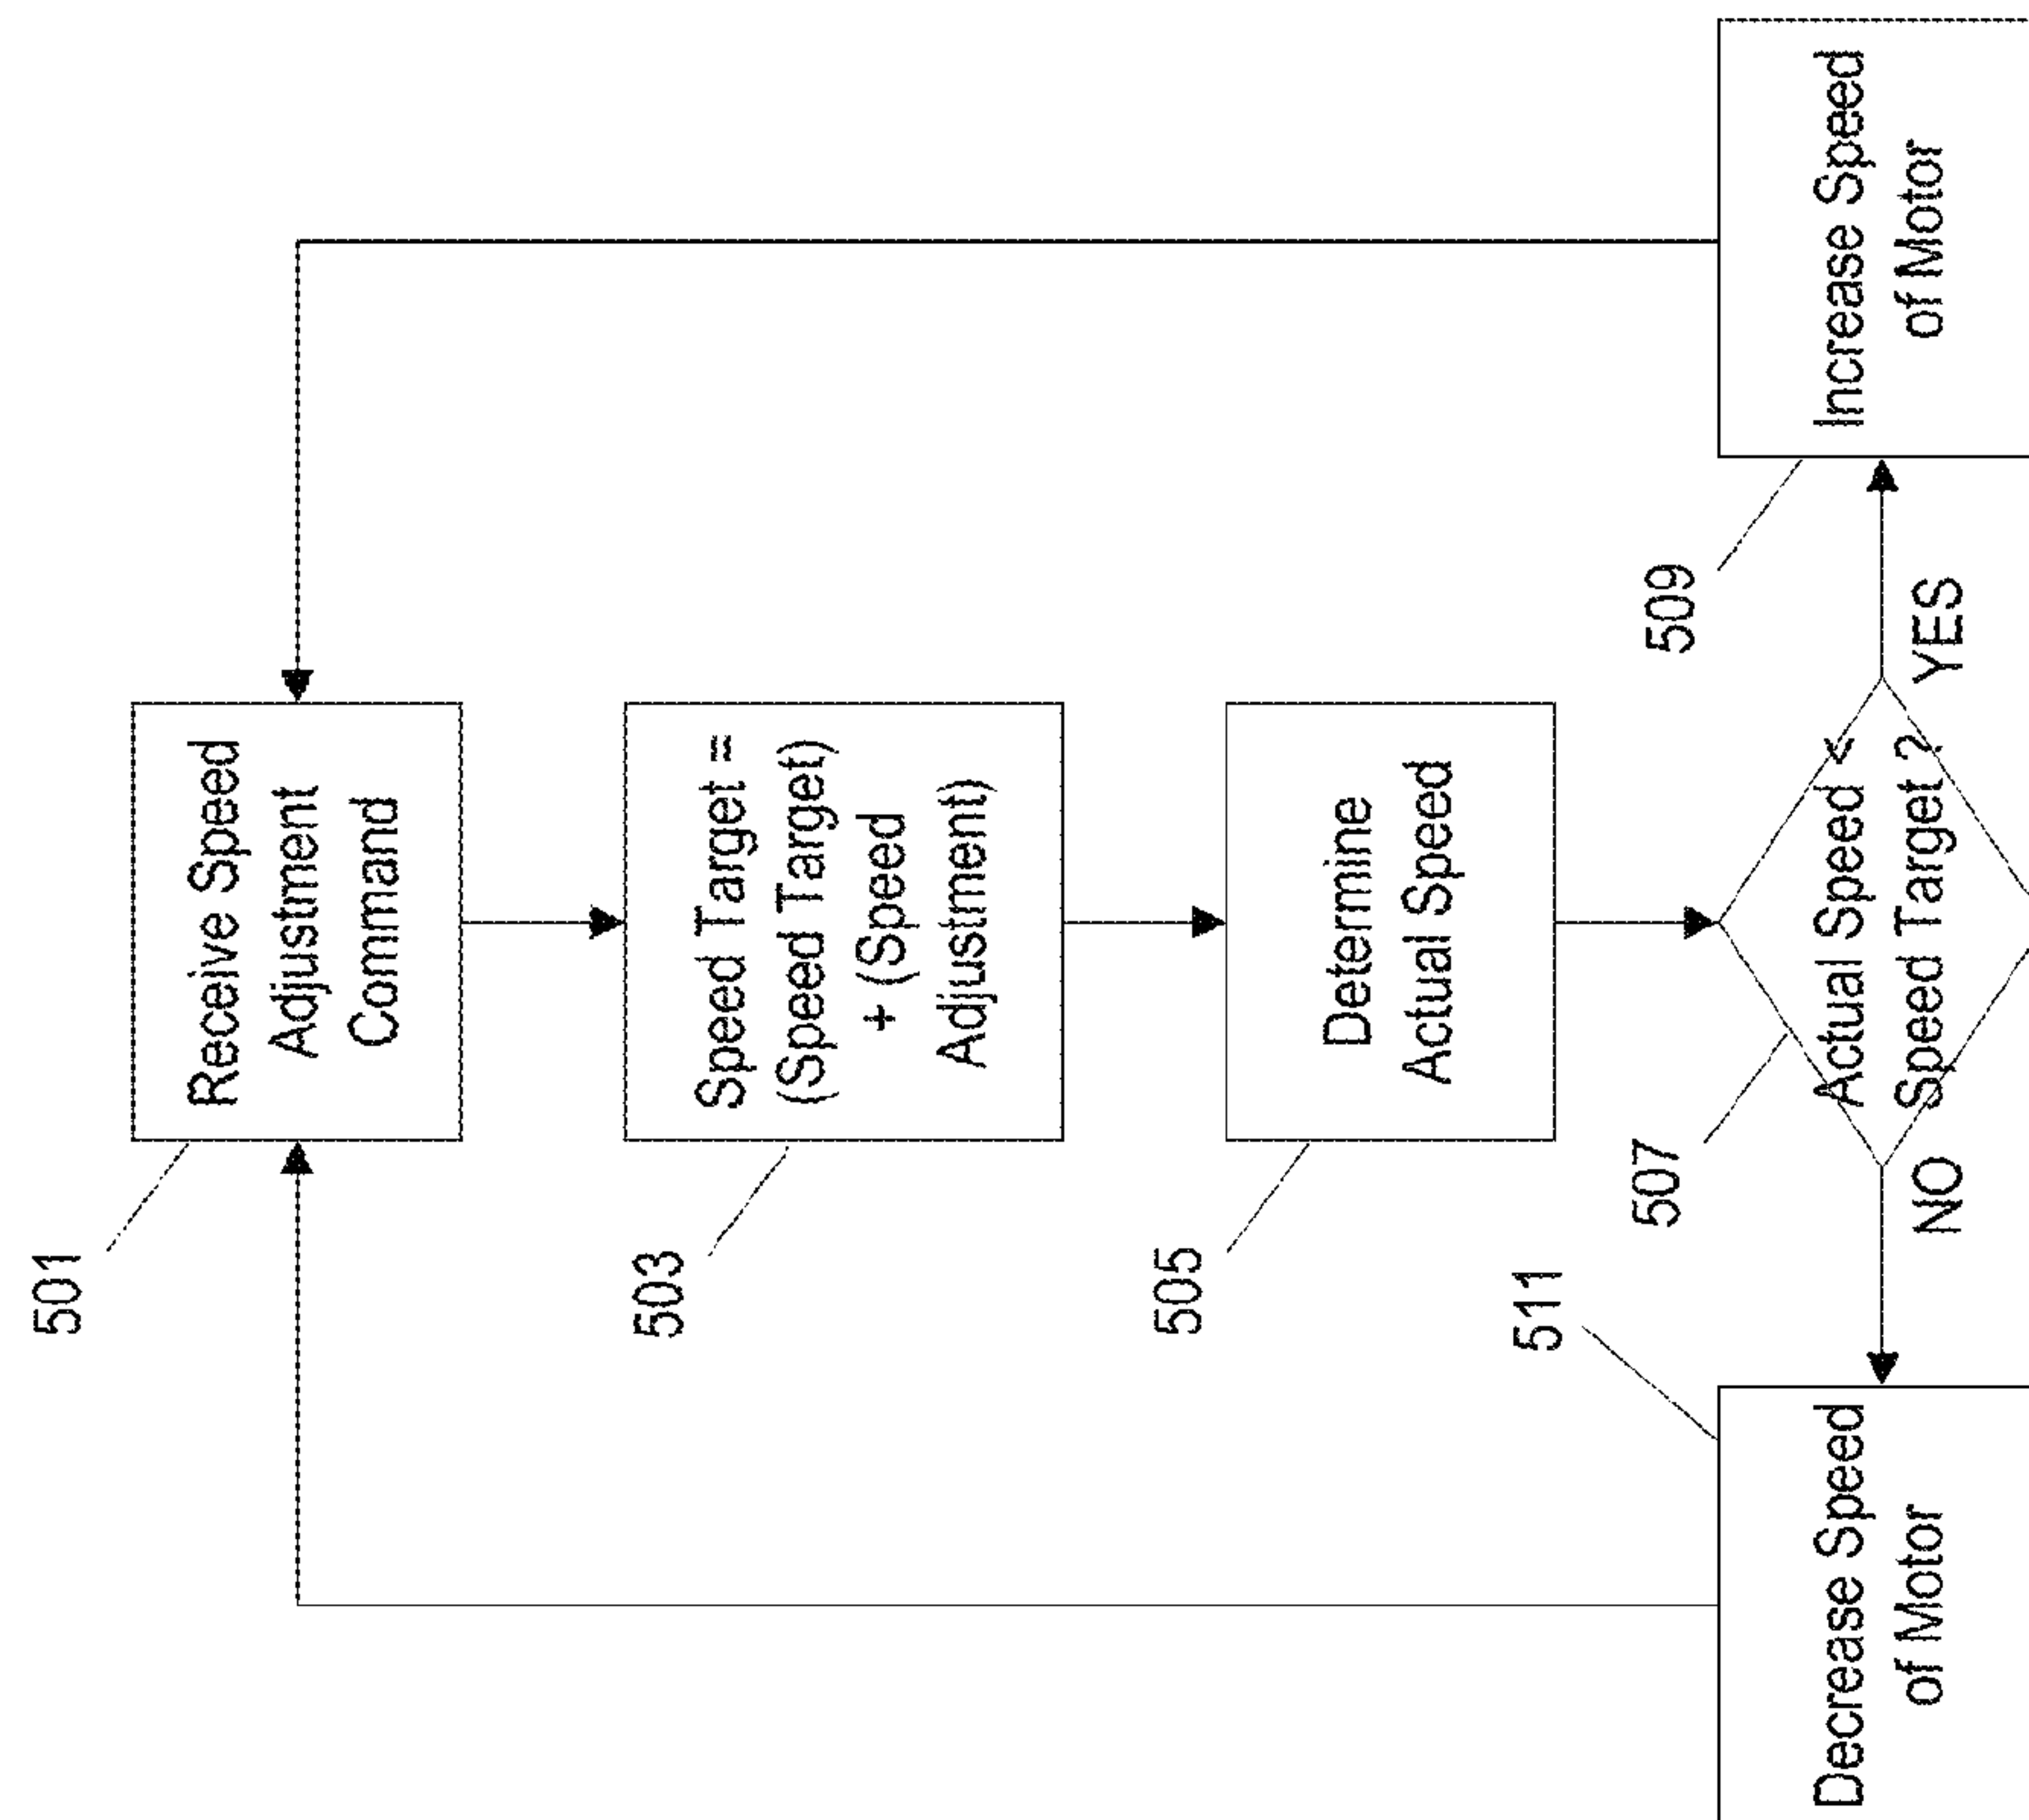 501
Receive Speed
Adjustment
Command
503
Speed Target =
(Speed Target)
+ (Speed
Adjustment)
505
Determine
Actual Speed
507
Actual Speed <
Speed Target ?
NO
YES
511
Decrease Speed
of Motor
509
Increase Speed
of Motor